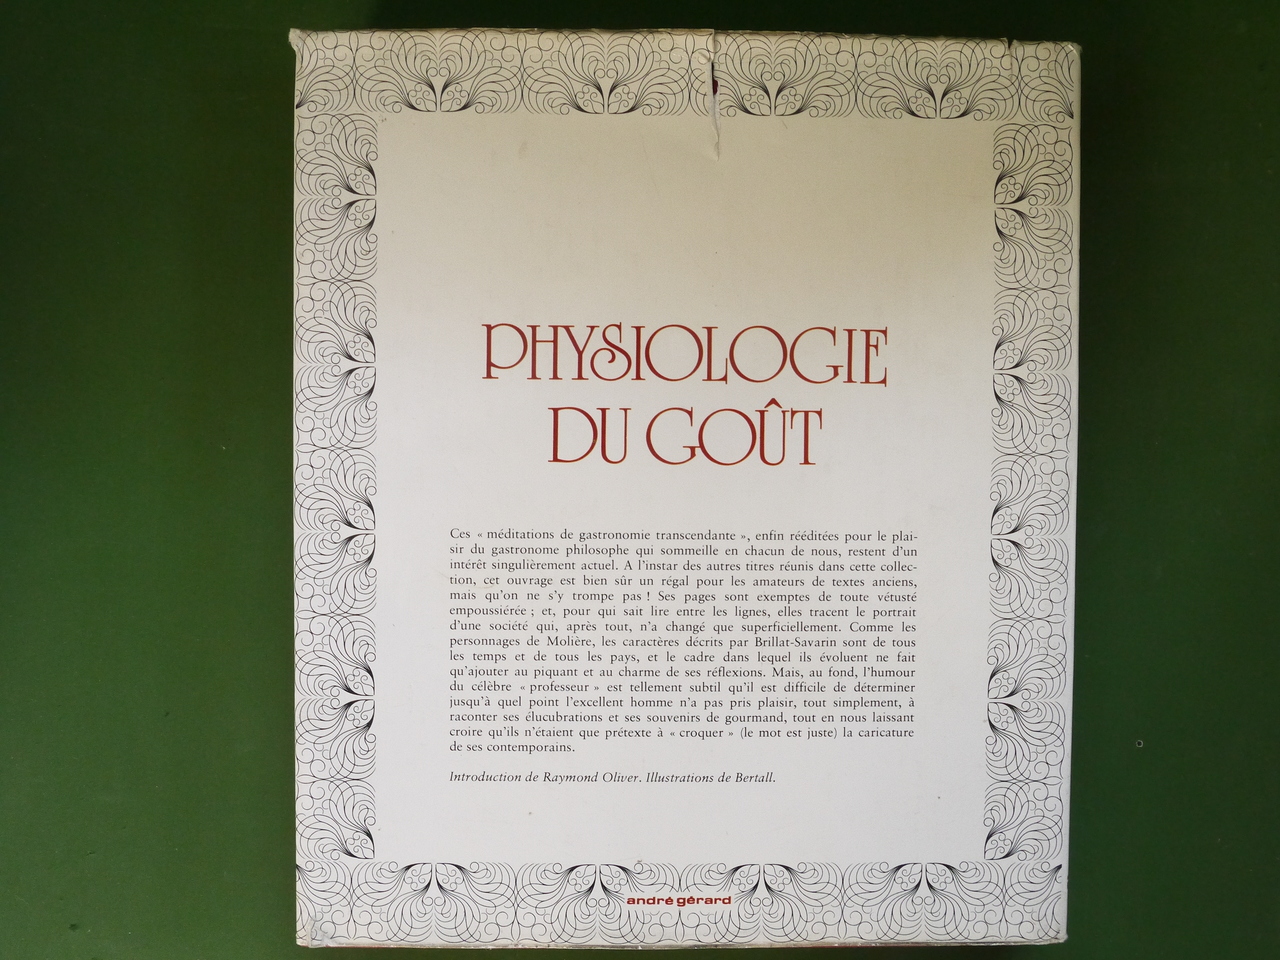 PHYSIOLOGIE
DU GOÛT
Ces « méditations de gastronomie transcendante », enfin rééditées pour le plai-
sir du gastronome philosophe qui sommeille en chacun de nous, restent d'un
intérêt singulièrement actuel. A l'instar des autres titres réunis dans cette collec-
tion, cet ouvrage est bien sûr un régal pour les amateurs de textes anciens,
mais qu'on ne s'y trompe pas ! Ses pages sont exemptes de toute vétusté
empoussiérée ; et, pour qui sait lire entre les lignes, elles tracent le portrait
d'une société qui, après tout, n'a changé que superficiellement. Comme les
personnages de Molière, les caractères décrits par Brillat-Savarin sont de tous
les temps et de tous les pays, et le cadre dans lequel ils évoluent ne fait
qu'ajouter au piquant et au charme de ses réflexions. Mais, au fond, l'humour
du célèbre « professeur » est tellement subtil qu'il est difficile de déterminer
jusqu'à quel point l'excellent homme n'a pas pris plaisir, tout simplement, à
raconter ses élucubrations et ses souvenirs de gourmand, tout en nous laissant
croire qu'ils n'étaient que prétexte à « croquer » (le mot est juste) la caricature
de ses contemporains.
Introduction de Raymond Oliver. Illustrations de Bertall.
andré gérard